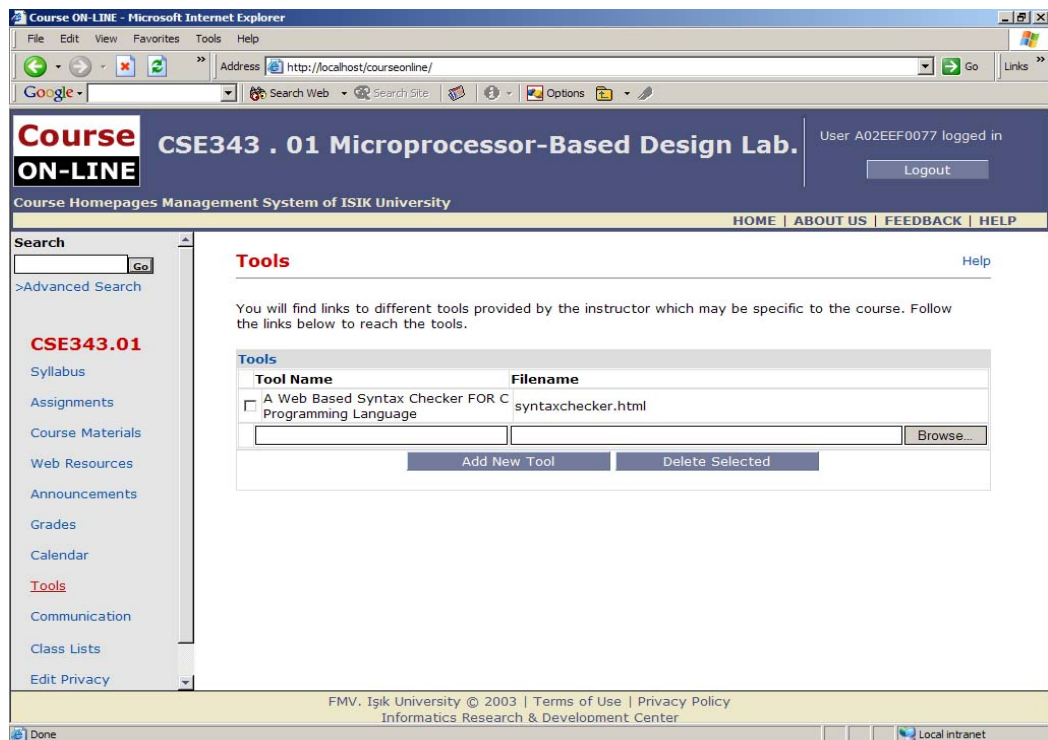 Course ON-LINE - Microsoft Internet Explorer
File Edit View Favorites Tools Help
» Address http://localhost/courseonline/ Go Links »
Google Search Web Search Site Options
Course
ON-LINE
CSE343 . 01 Microprocessor-Based Design Lab.
User A02EEF0077 logged in
Logout
Course Homepages Management System of ISIK University
HOME | ABOUT US | FEEDBACK | HELP
Search
Go
>Advanced Search
CSE343.01
Syllabus
Assignments
Course Materials
Web Resources
Announcements
Grades
Calendar
Tools
Communication
Class Lists
Edit Privacy
Tools Help
You will find links to different tools provided by the instructor which may be specific to the course. Follow
the links below to reach the tools.
Tools
Tool Name Filename
A Web Based Syntax Checker FOR C
Programming Language
syntaxchecker.html
Browse...
Add New Tool Delete Selected
FMV. Işık University © 2003 | Terms of Use | Privacy Policy
Informatics Research & Development Center
Done Local intranet